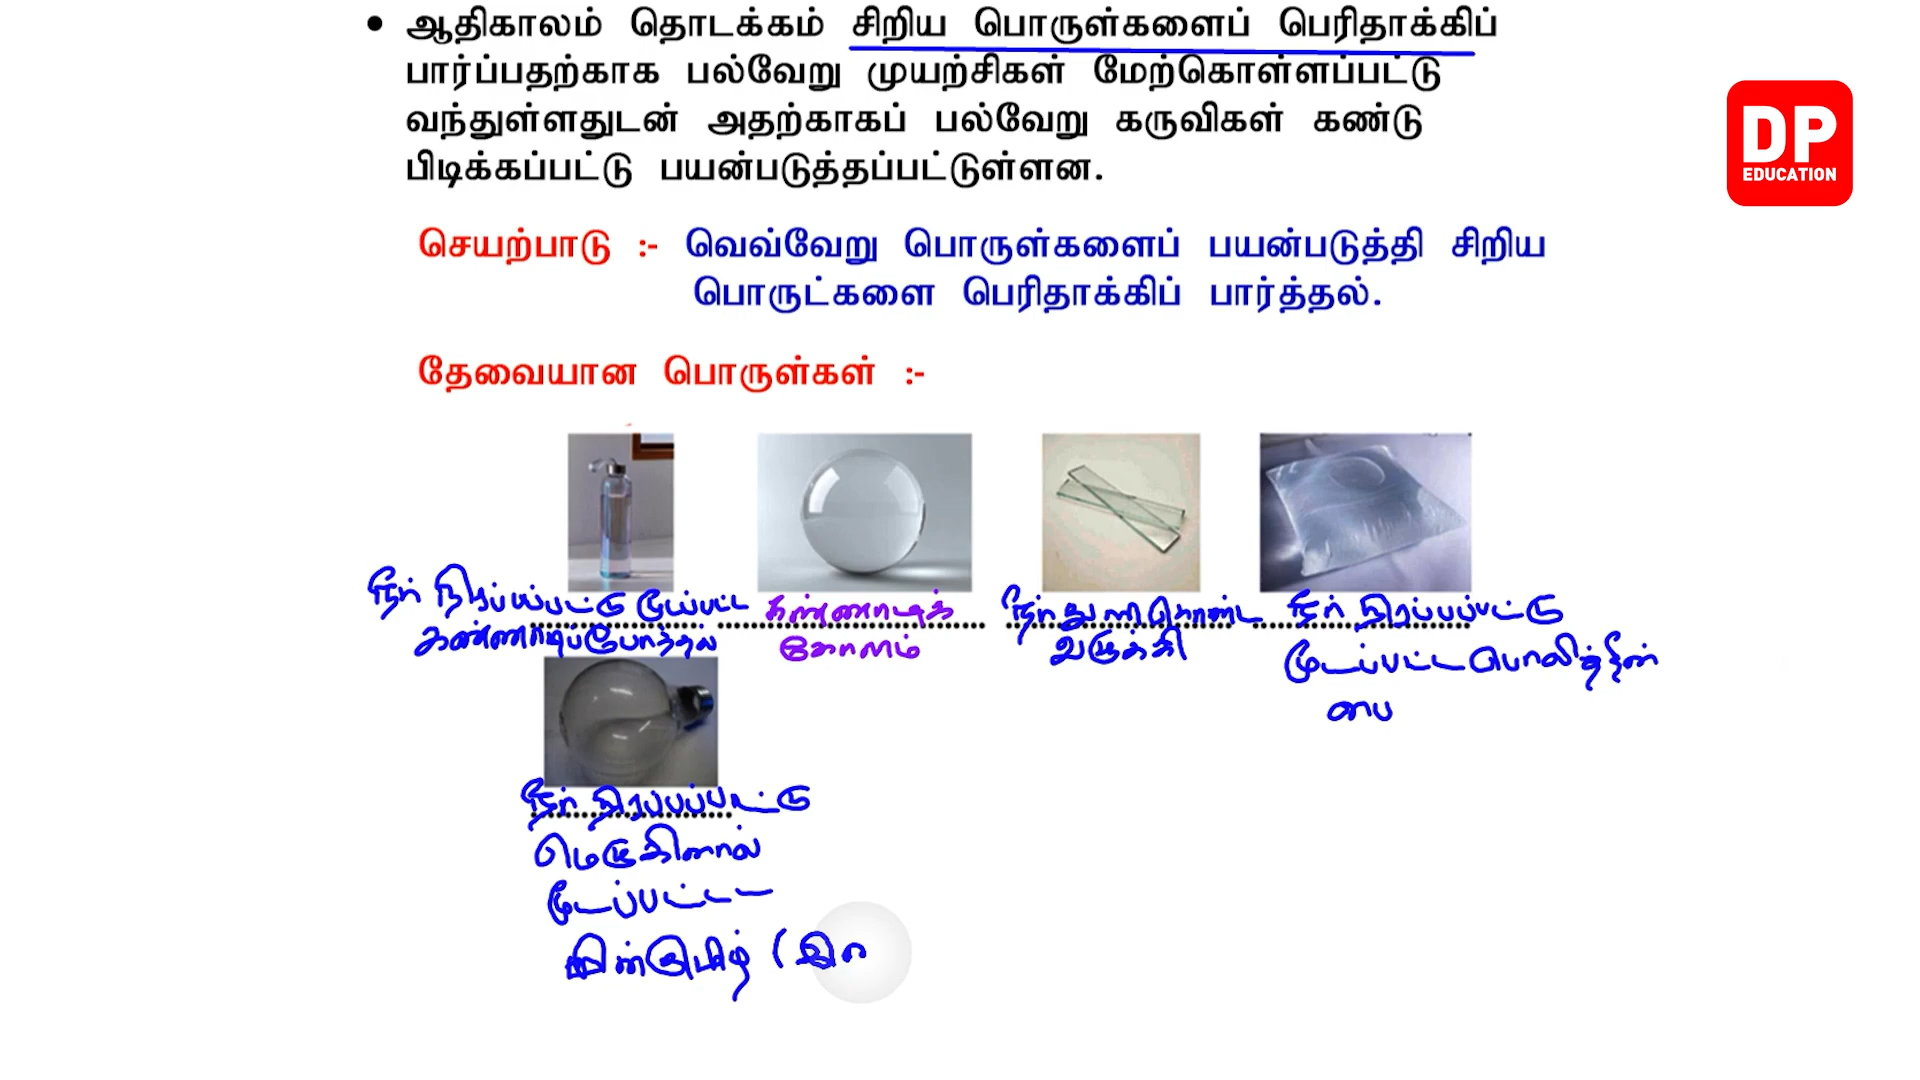 • ஆதிகாலம் தொடக்கம் சிறிய பொருள்களைப் பெரிதாக்கிப்
பார்ப்பதற்காக பல்வேறு முயற்சிகள் மேற்கொள்ளப்பட்டு
வந்துள்ளதுடன் அதற்காகப் பல்வேறு கருவிகள் கண்டு
பிடிக்கப்பட்டு பயன்படுத்தப்பட்டுள்ளன.
DP
EDUCATION
செயற்பாடு :- வெவ்வேறு பொருள்களைப் பயன்படுத்தி சிறிய
பொருட்களை பெரிதாக்கிப் பார்த்தல்.
தேவையான பொருள்கள் :-
நீர் நிரப்பப்பட்டு மூடப்பட்ட
கண்ணாடிப்போத்தல்
கண்ணாடிக்
கோளம்
நீர் துளி கொண்ட
வழுக்கி
நீர் நிரப்பப்பட்டு
மூடப்பட்ட பொலித்தீன்
பை
நீர் நிரப்பப்பட்டு
மெழுகினால்
மூடப்பட்ட
மின்குமிழ் (இ